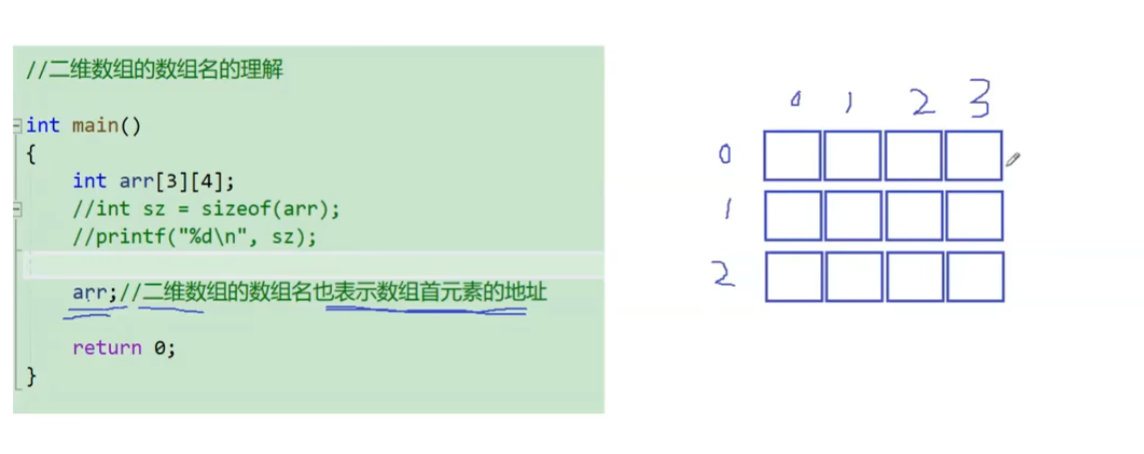 //二维数组的数组名的理解
int main()
{
int arr[3][4];
//int sz = sizeof(arr);
//printf("%d\n", sz);
arr;//二维数组的数组名也表示数组首元素的地址
return 0;
}
0 1 2 3
0
1
2